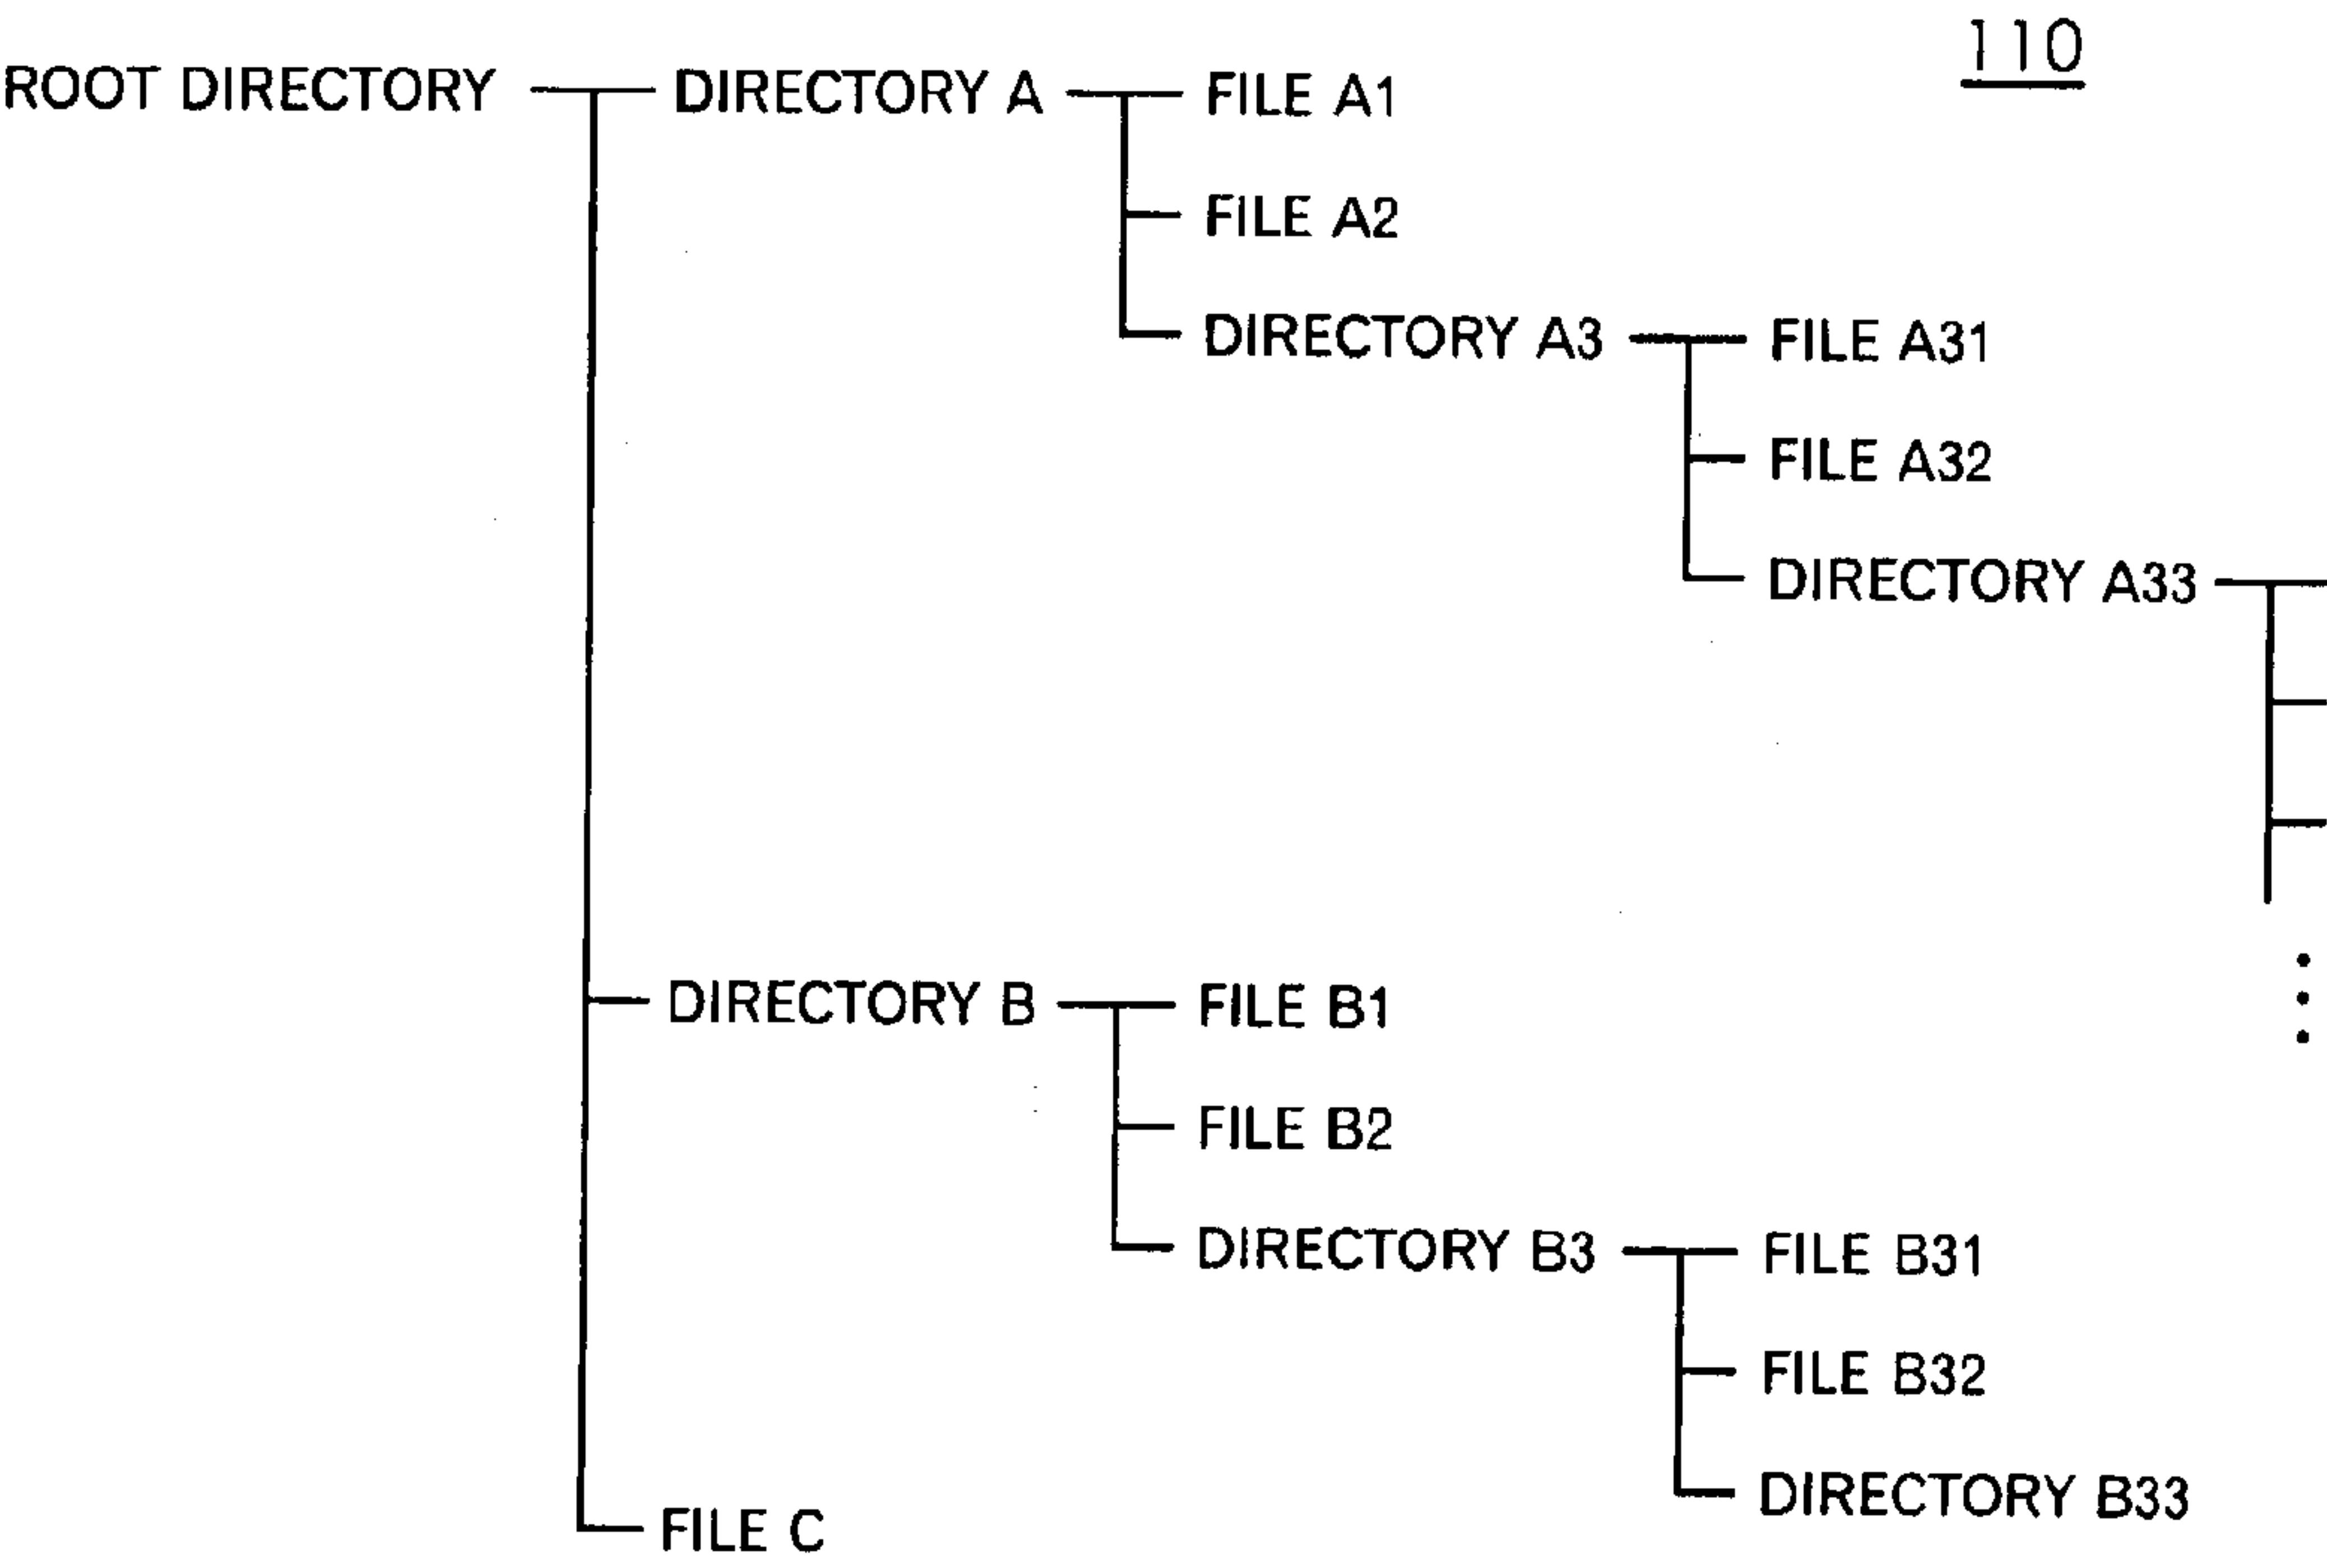 110
ROOT DIRECTORY DIRECTORY A FILE A1
FILE A2
DIRECTORY A3 FILE A31
FILE A32
DIRECTORY A33
DIRECTORY B FILE B1
FILE B2
DIRECTORY B3 FILE B31
FILE B32
DIRECTORY B33
FILE C